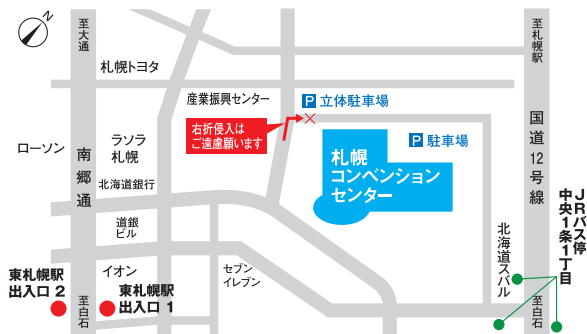 N
至大通
至札幌駅
札幌トヨタ
産業振興センター
P 立体駐車場
右折侵入は
ご遠慮願います
P 駐車場
国道12号線
ローソン
南郷通
ラソラ
札幌
北海道銀行
札幌
コンベンション
センター
JRバス停
中央1条1丁目
道銀
ビル
北海道スバル
イオン
セブン
イレブン
東札幌駅
出入口 2
東札幌駅
出入口 1
至白石
至白石